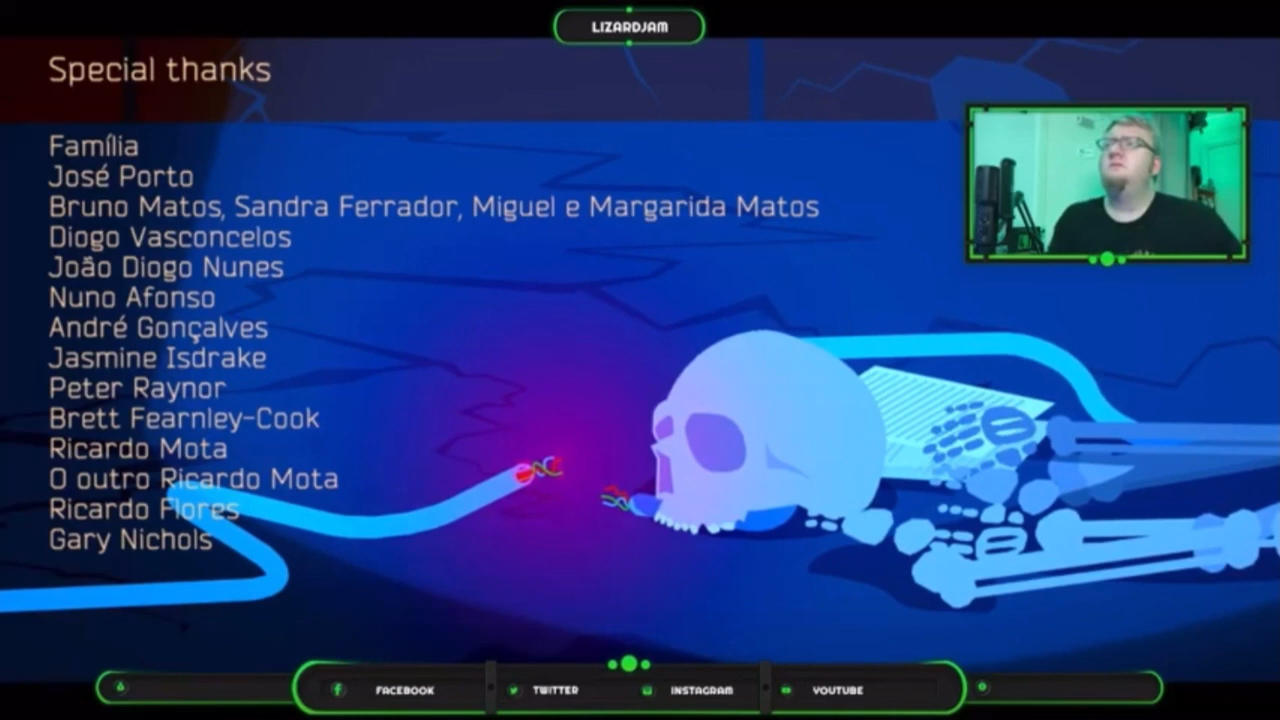 LIZARDJAM
Special thanks
Família
José Porto
Bruno Matos, Sandra Ferrador, Miguel e Margarida Matos
Diogo Vasconcelos
João Diogo Nunes
Nuno Afonso
André Gonçalves
Jasmine Isdrake
Peter Raynor
Brett Fearnley-Cook
Ricardo Mota
O outro Ricardo Mota
Ricardo Flores
Gary Nichols
FACEBOOK TWITTER INSTAGRAM YOUTUBE